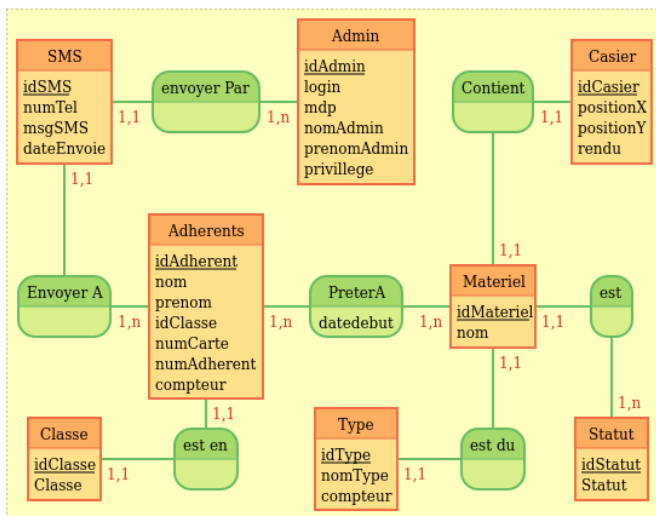 SMS
idSMS
numTel
msgSMS
dateEnvoie
1,1
1,1
envoyer Par
1,n
Admin
idAdmin
login
mdp
nomAdmin
prenomAdmin
privillege
Contient
1,1
1,1
Casier
idCasier
positionX
positionY
rendu
Envoyer A
1,n
Adherents
idAdherent
nom
prenom
idClasse
numCarte
numAdherent
compteur
1,n
1,1
PreterA
datedebut
1,n
Materiel
idMateriel
nom
1,1
1,1
est
1,n
Classe
idClasse
Classe
1,1
est en
Type
idType
nomType
compteur
1,1
est du
Statut
idStatut
Statut